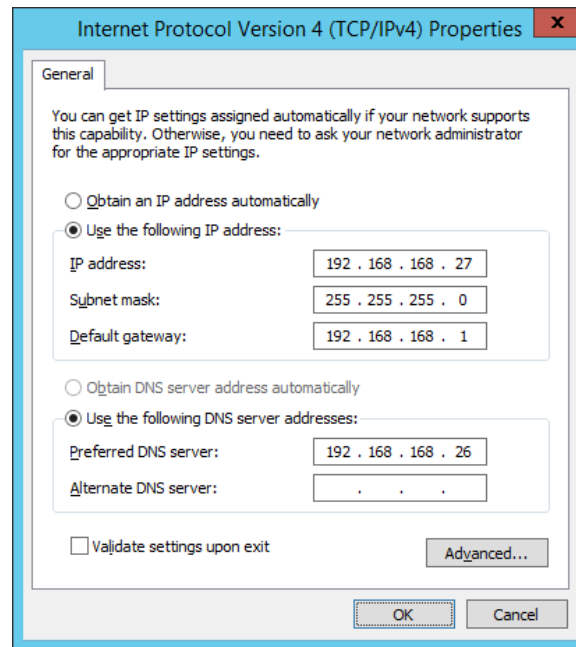 Internet Protocol Version 4 (TCP/IPv4) Properties
x
General
You can get IP settings assigned automatically if your network supports
this capability. Otherwise, you need to ask your network administrator
for the appropriate IP settings.
Obtain an IP address automatically
Use the following IP address:
IP address: 192 . 168 . 168 . 27
Subnet mask: 255 . 255 . 255 . 0
Default gateway: 192 . 168 . 168 . 1
Obtain DNS server address automatically
Use the following DNS server addresses:
Preferred DNS server: 192 . 168 . 168 . 26
Alternate DNS server: . . .
Validate settings upon exit
Advanced...
OK Cancel